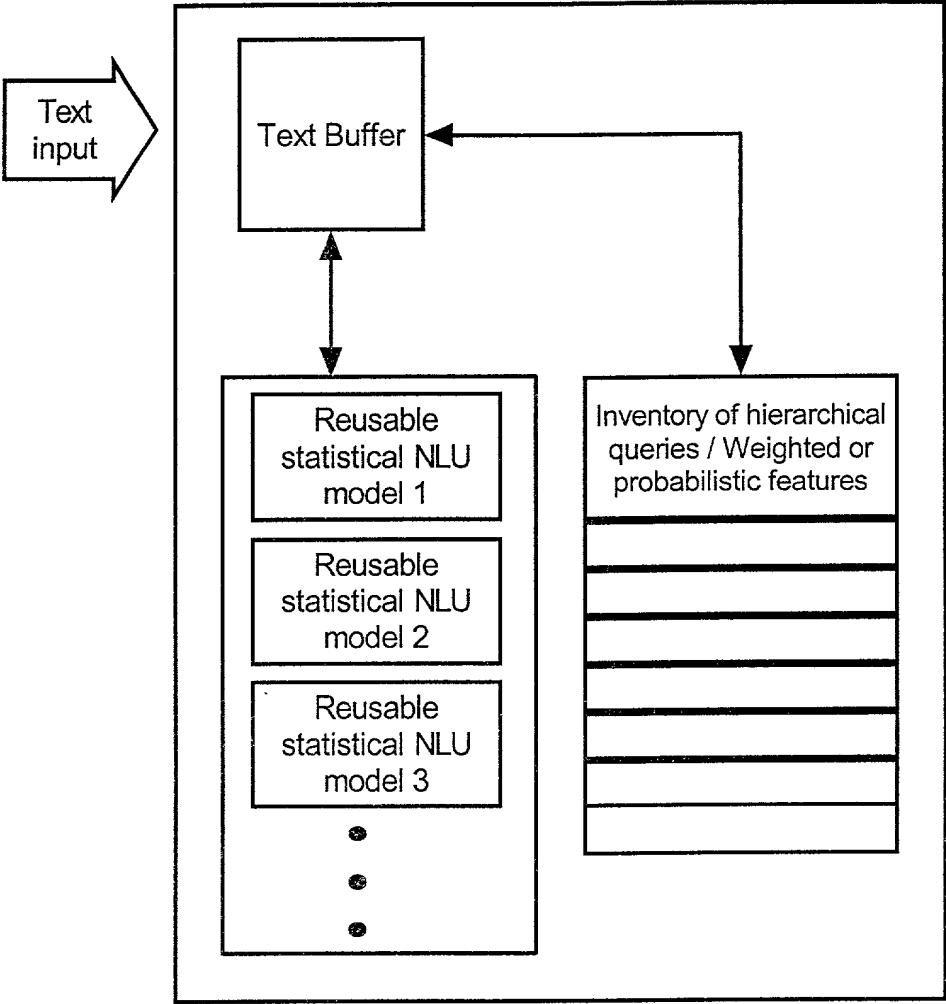 Text
input
Text Buffer
Reusable
statistical NLU
model 1
Reusable
statistical NLU
model 2
Reusable
statistical NLU
model 3
Inventory of hierarchical
queries / Weighted or
probabilistic features